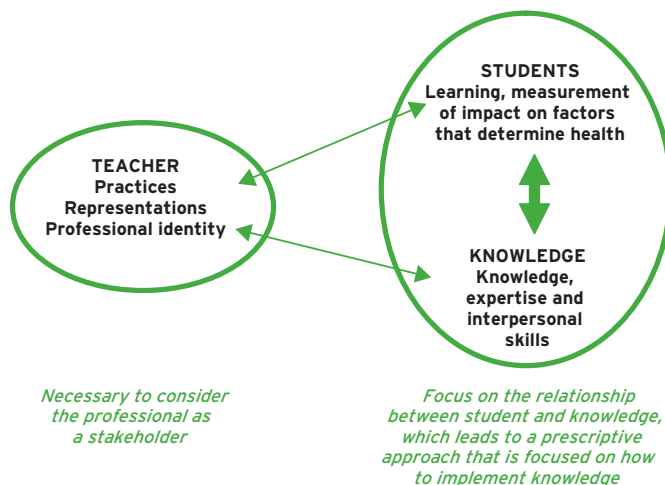 TEACHER
Practices
Representations
Professional identity
STUDENTS
Learning, measurement
of impact on factors
that determine health
KNOWLEDGE
Knowledge,
expertise and
interpersonal
skills
Necessary to consider
the professional as
a stakeholder
Focus on the relationship
between student and knowledge,
which leads to a prescriptive
approach that is focused on how
to implement knowledge